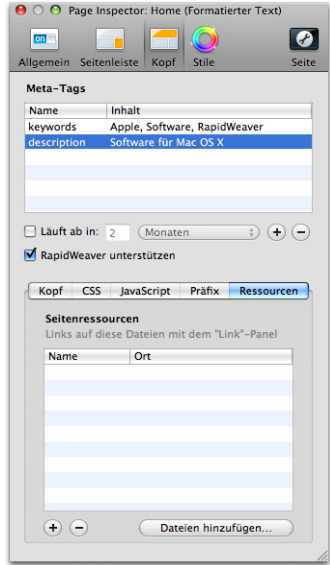 Page Inspector: Home (Formatierter Text)
on
Allgemein Seitenleiste Kopf Stile Seite
Meta-Tags
Name Inhalt
keywords Apple, Software, RapidWeaver
description Software für Mac OS X
Läuft ab in: 2 Monaten
RapidWeaver unterstützen
Kopf CSS JavaScript Präfix Ressourcen
Seitenressourcen
Links auf diese Dateien mit dem "Link"-Panel
Name Ort
Dateien hinzufügen...